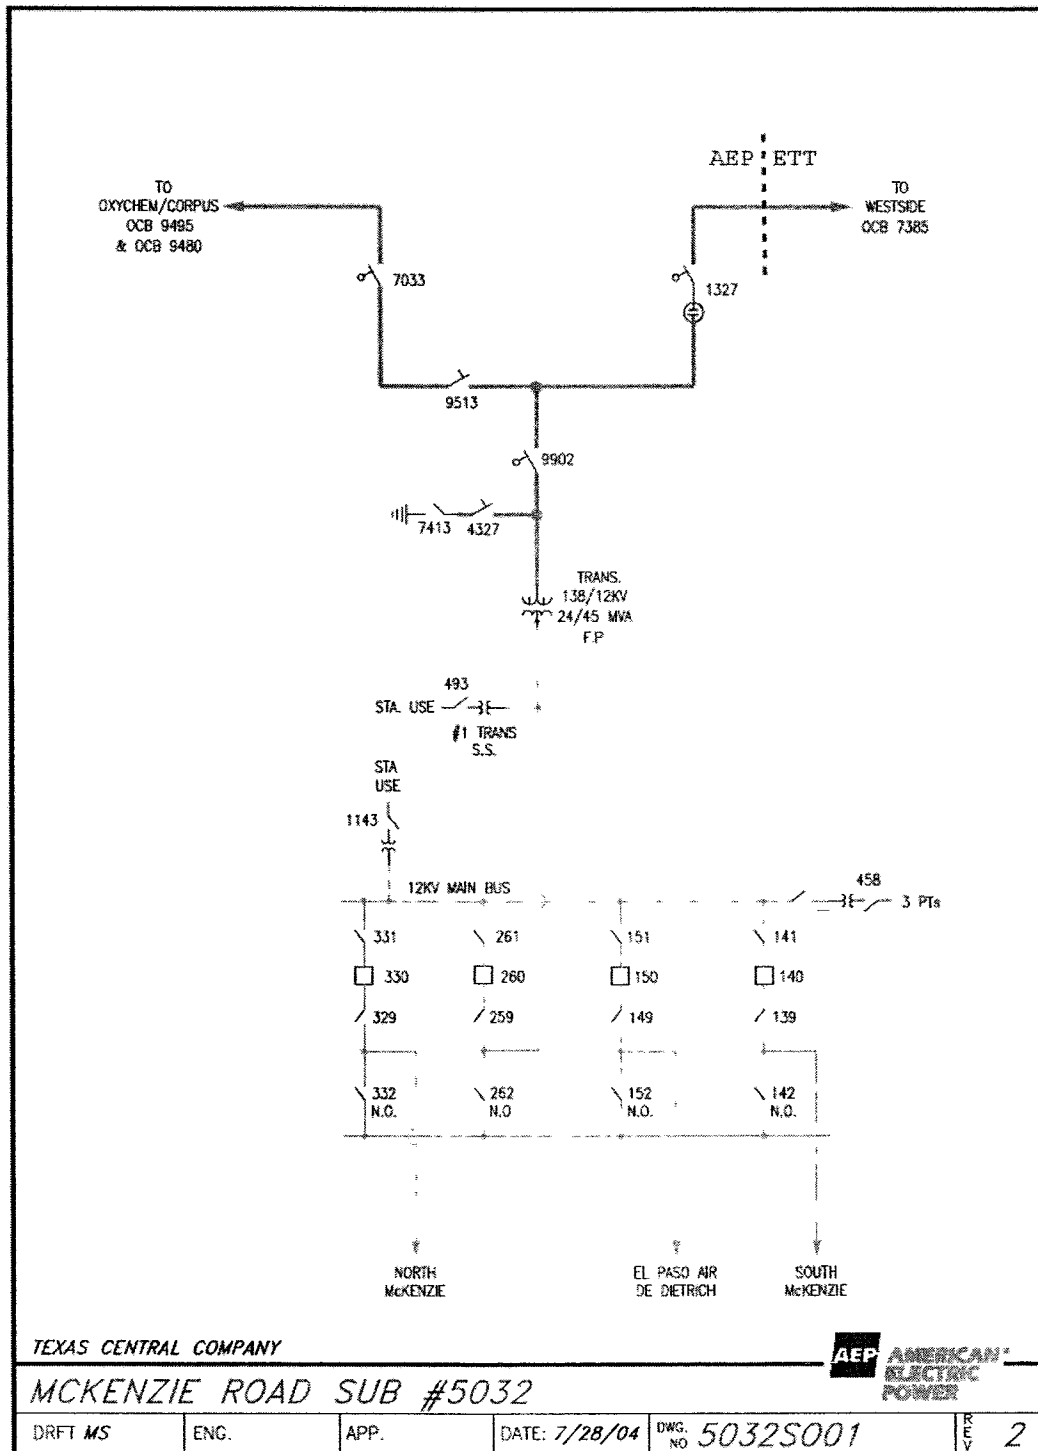 AEP ETT
TO
OXYCHEM/CORPUS
OCB 9495
& OCB 9480
TO
WESTSIDE
OCB 7385
7033
1327
9513
9902
7413 4327
TRANS.
138/12KV
24/45 MVA
F.P
493
STA. USE
#1 TRANS
S.S.
STA
USE
1143
12KV MAIN BUS
458
3 PTs
331 261 151 141
330 260 150 140
329 259 149 139
332 262 152 142
N.O. N.O N.O. N.O.
NORTH
McKENZIE
EL PASO AIR
DE DIETRICH
SOUTH
McKENZIE
TEXAS CENTRAL COMPANY
AEP AMERICAN®
ELECTRIC
POWER
MCKENZIE ROAD SUB #5032
DRFT MS ENG. APP. DATE: 7/28/04 DWG. NO 5032S001 REV 2